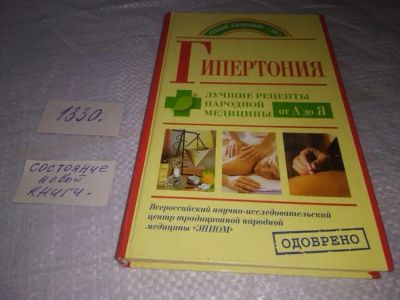 1330.
СОСТОЯНИЕ
НОВОЙ
КНИГИ.
ГИПЕРТОНИЯ
ЛУЧШИЕ РЕЦЕПТЫ
НАРОДНОЙ
МЕДИЦИНЫ
от А до Я
Всероссийский научно-исследовательский
центр традиционной народной
медицины «ЭНИОМ»
ОДОБРЕНО